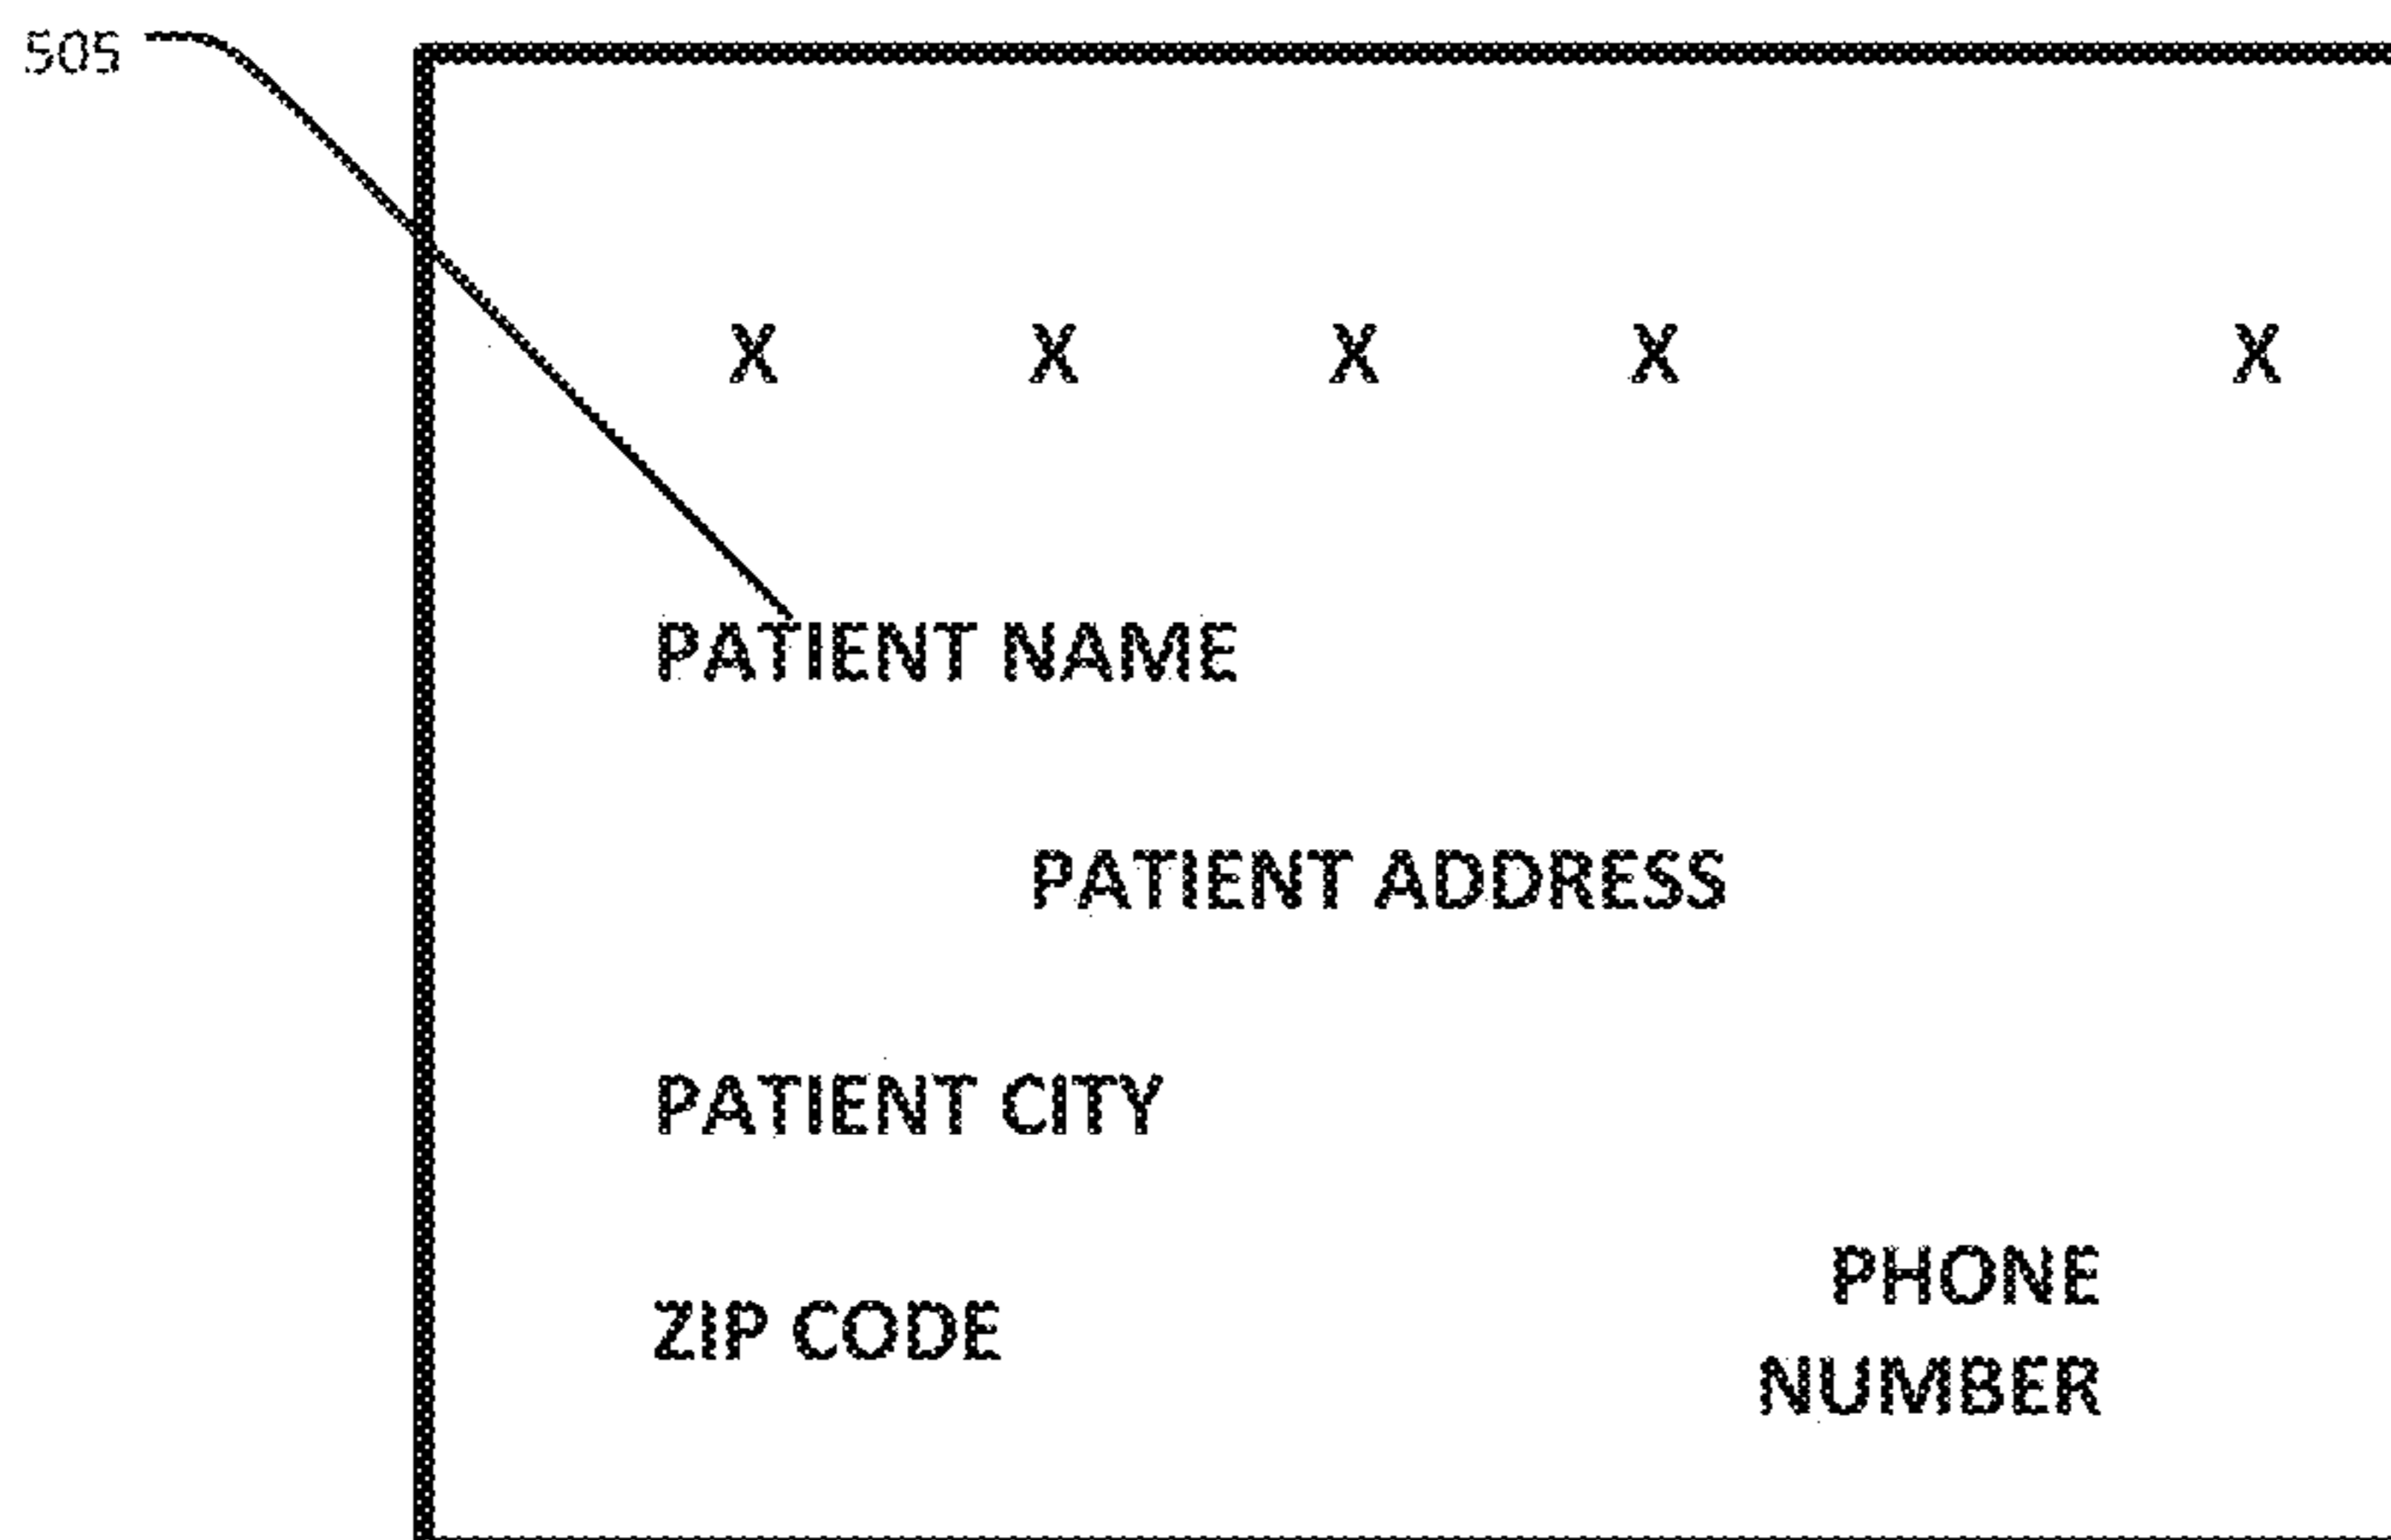 505
X X X X X
PATIENT NAME
PATIENT ADDRESS
PATIENT CITY
ZIP CODE
PHONE
NUMBER